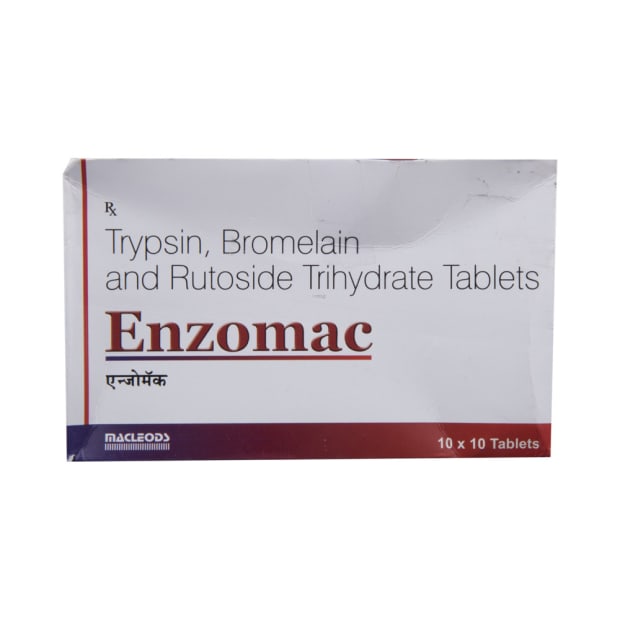 Rx
Trypsin, Bromelain
and Rutoside Trihydrate Tablets
Enzomac
एन्जोमॅक
MACLEODS
10 x 10 Tablets